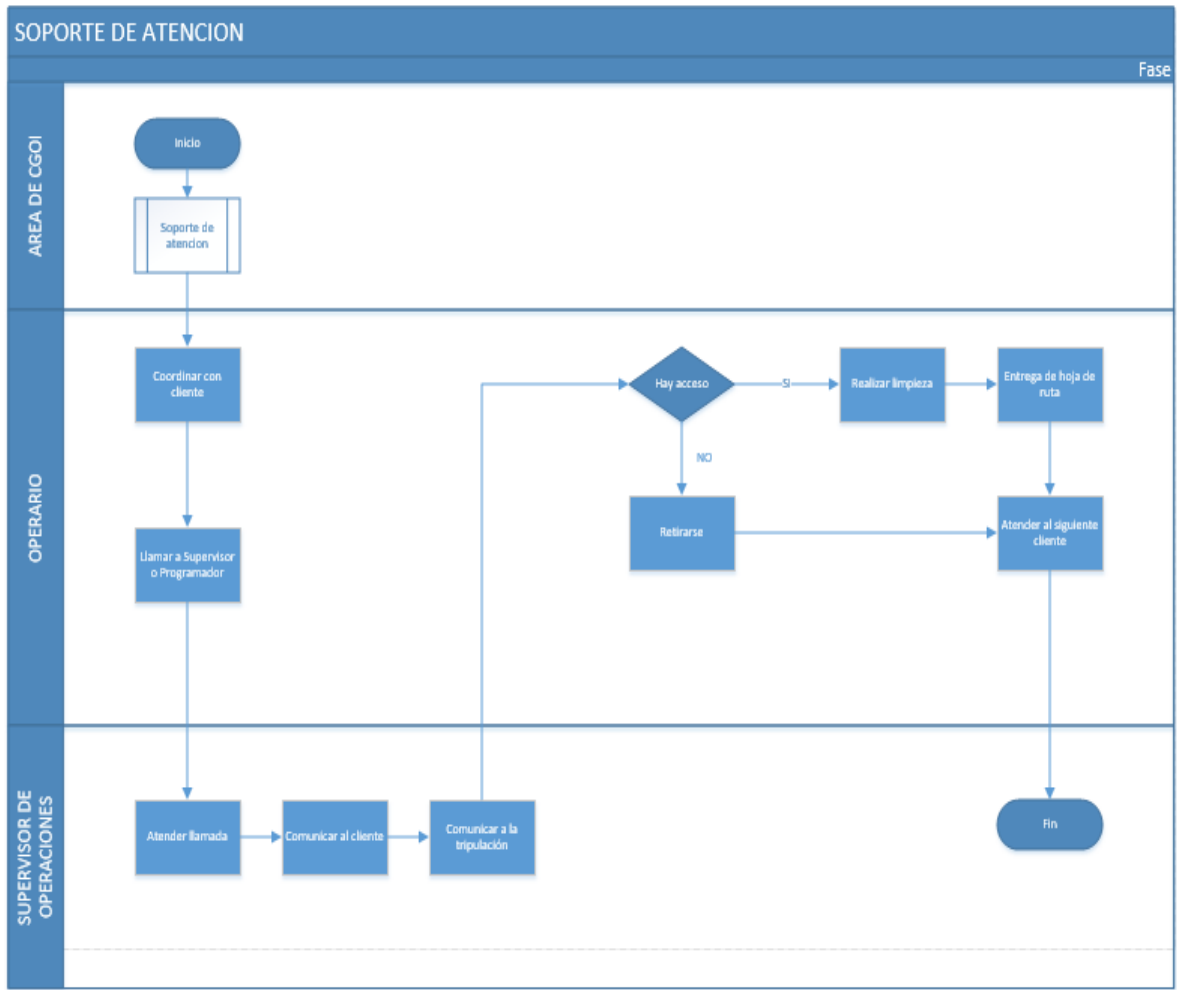 SOPORTE DE ATENCION
Fase
AREA DE CGOI
Inicio
Soporte de
atencion
OPERARIO
Coordinar con
cliente
Llamar a Supervisor
o Programador
Hay acceso
SI
Realizar limpieza
Entrega de hoja de
ruta
NO
Retirarse
Atender al siguiente
cliente
SUPERVISOR DE
OPERACIONES
Atender llamada
Comunicar al cliente
Comunicar a la
tripulación
Fin